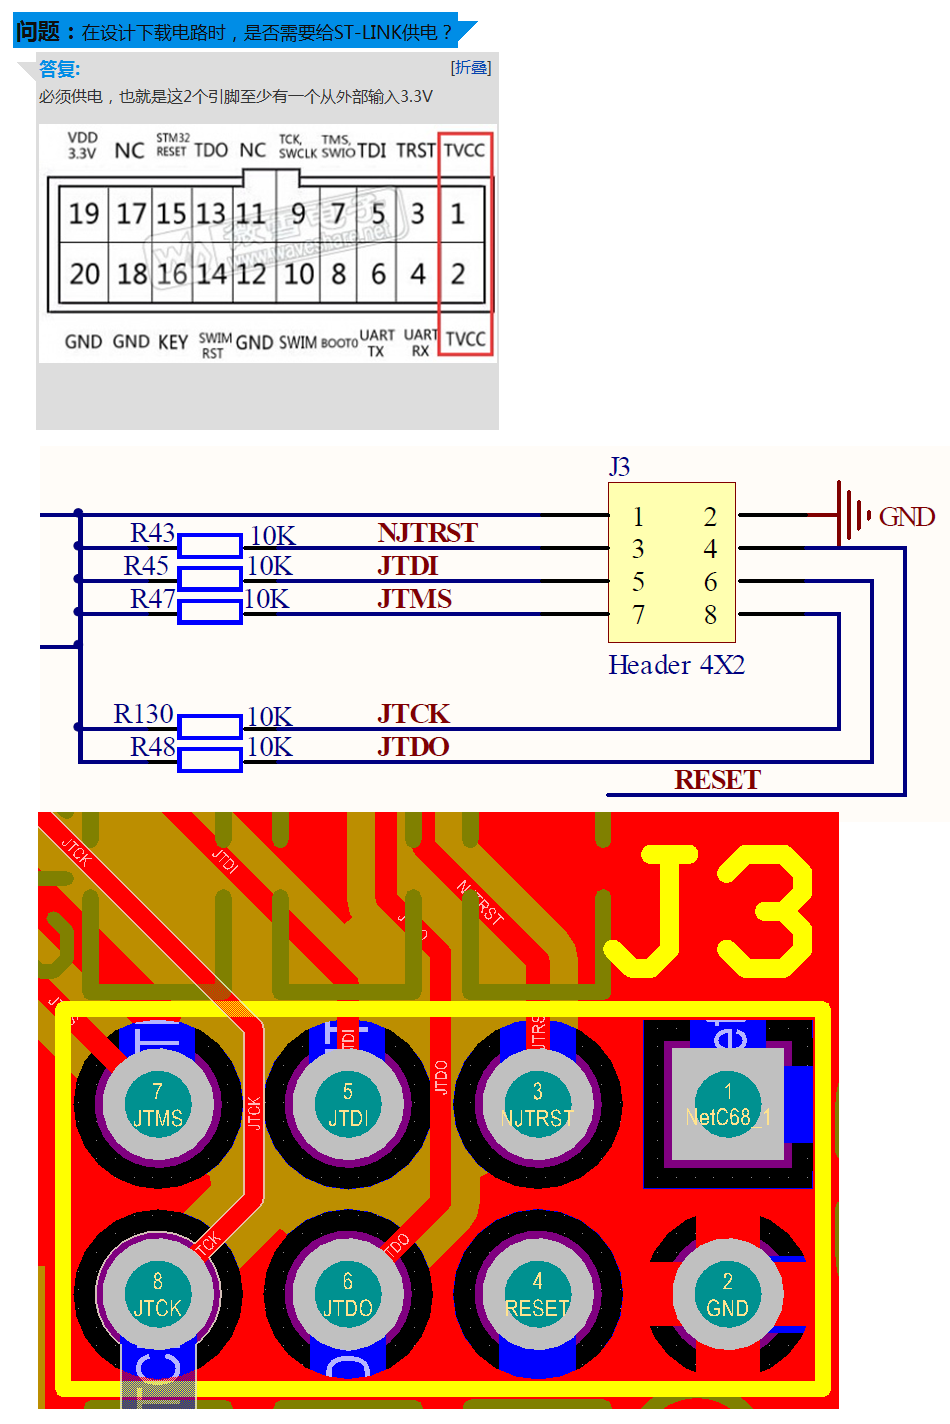 问题：在设计下载电路时，是否需要给ST-LINK供电？
答复:
[折叠]
必须供电，也就是这2个引脚至少有一个从外部输入3.3V
VDD 3.3V NC STM32 RESET TDO NC TCK, SWCLK TMS, SWIO TDI TRST TVCC
19 17 15 13 11 9 7 5 3 1
微雪电子
www.waveshare.net
20 18 16 14 12 10 8 6 4 2
GND GND KEY SWIM RST GND SWIM BOOT0 UART TX UART RX TVCC
J3
1 2 GND
R43 10K NJTRST 3 4
R45 10K JTDI 5 6
R47 10K JTMS 7 8
Header 4X2
R130 10K JTCK
R48 10K JTDO
RESET
J3
JTCK
JTDI
JTDI
JTDO
JTCK
7 5 3 1
JTMS JTDI NJTRST NetC68_1
8 6 4 2
JTCK JTDO RESET GND